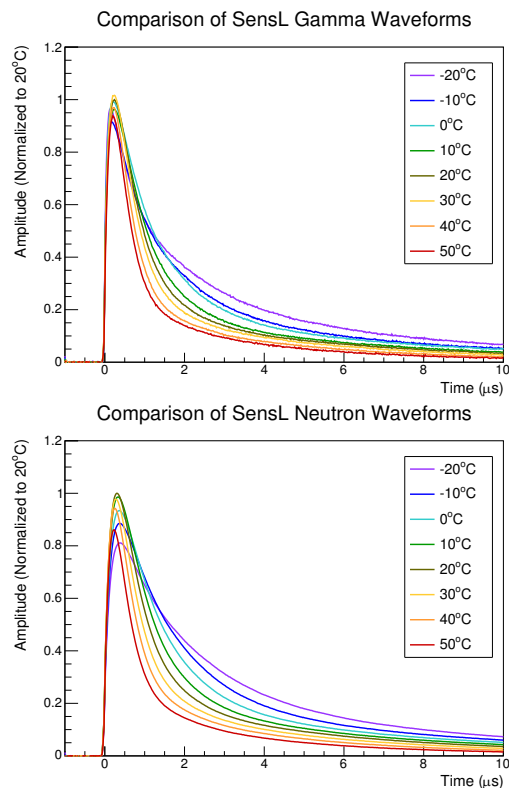 Comparison of SensL Gamma Waveforms
Amplitude (Normalized to 20°C)
1.2
1
0.8
0.6
0.4
0.2
0
-20°C
-10°C
0°C
10°C
20°C
30°C
40°C
50°C
0 2 4 6 8 10
Time (μs)
Comparison of SensL Neutron Waveforms
Amplitude (Normalized to 20°C)
1.2
1
0.8
0.6
0.4
0.2
0
-20°C
-10°C
0°C
10°C
20°C
30°C
40°C
50°C
0 2 4 6 8 10
Time (μs)